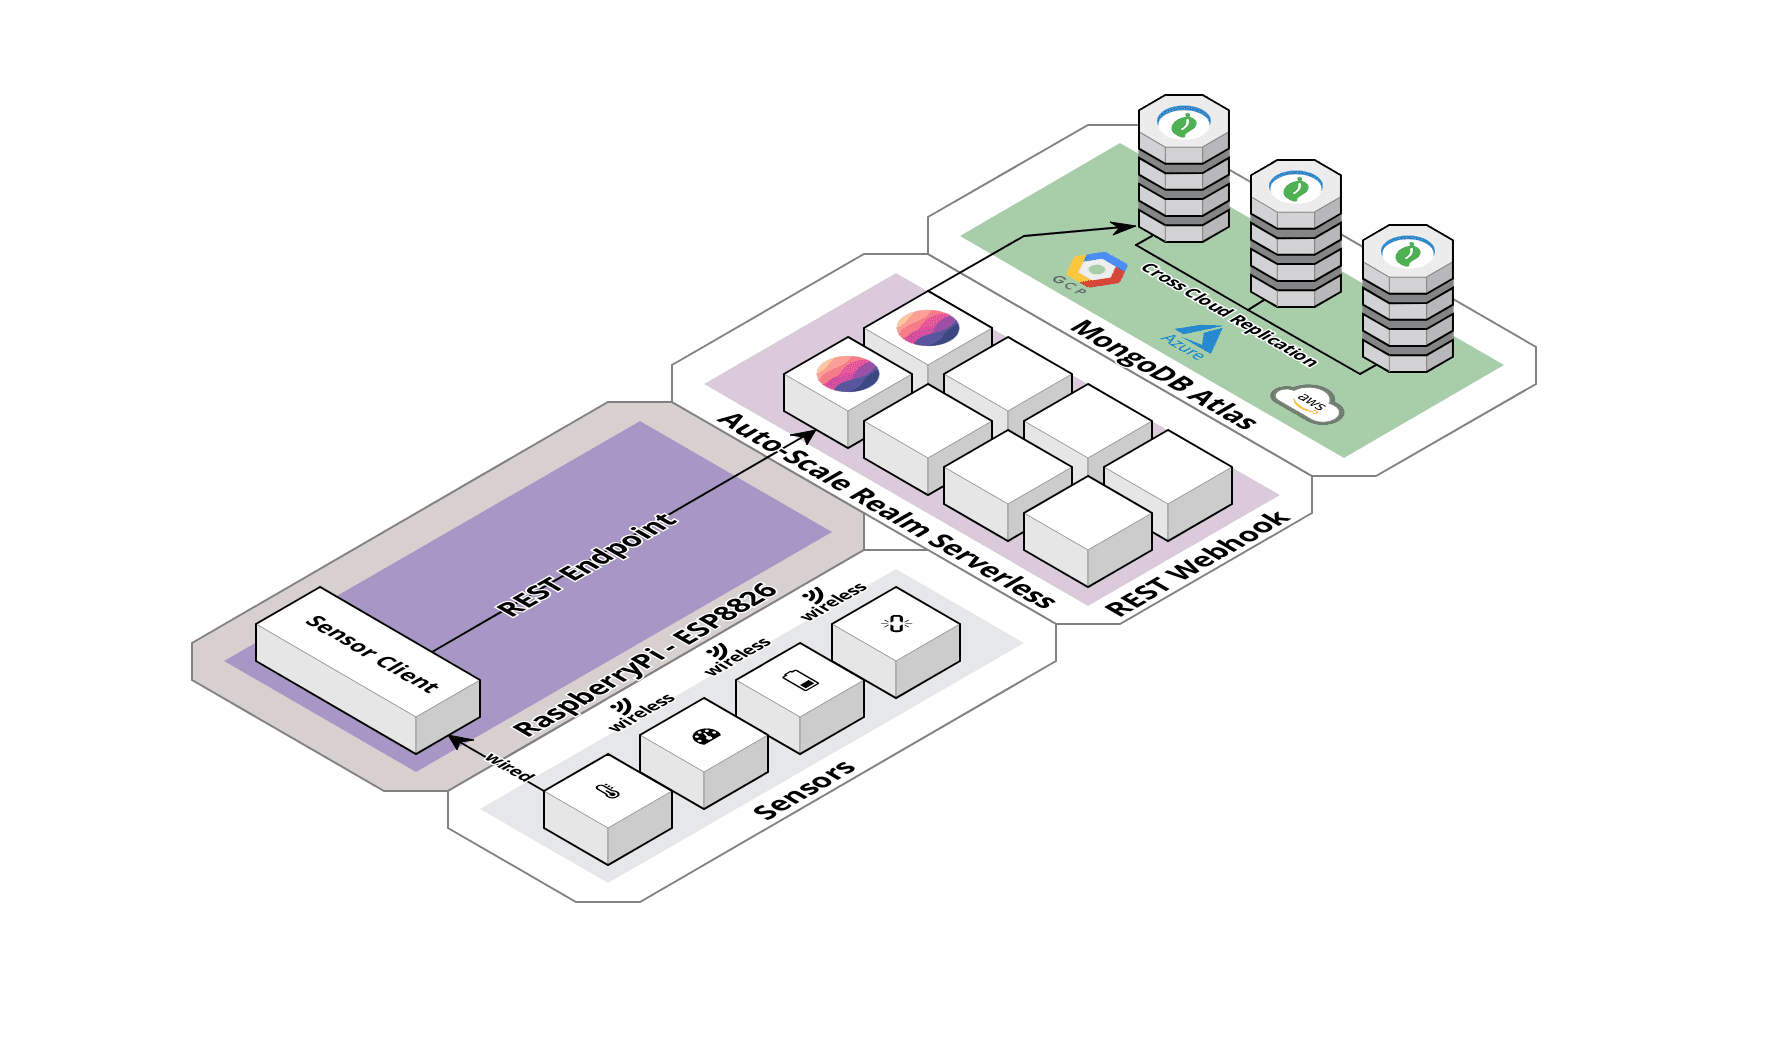 GCP
Cross Cloud Replication
Azure
aws
MongoDB Atlas
Auto-Scale Realm Serverless
REST Webhook
REST Endpoint
Sensor Client
RaspberryPi - ESP8826
wireless
wireless
wireless
wired
Sensors